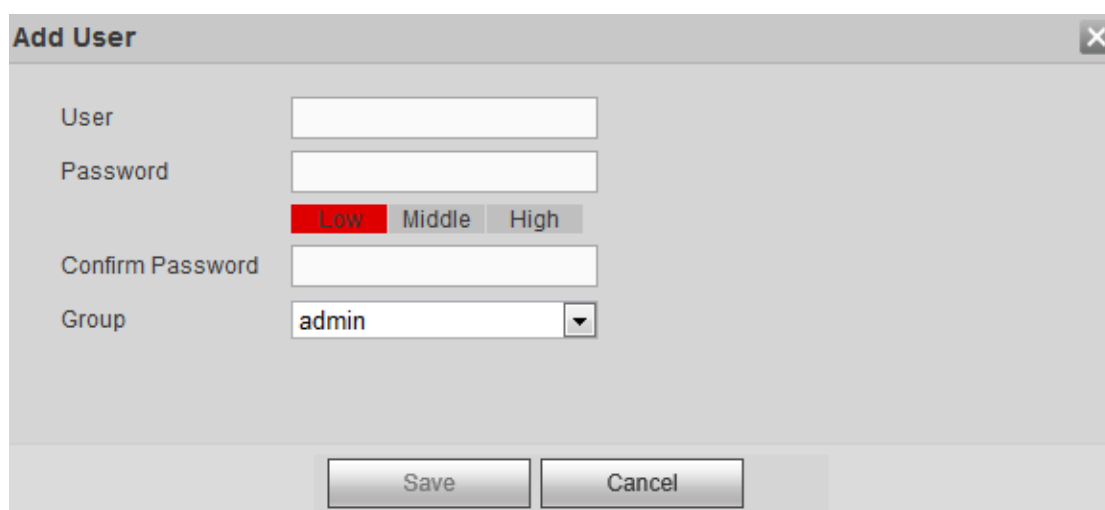 Add User
User
Password
Low Middle High
Confirm Password
Group admin
Save Cancel